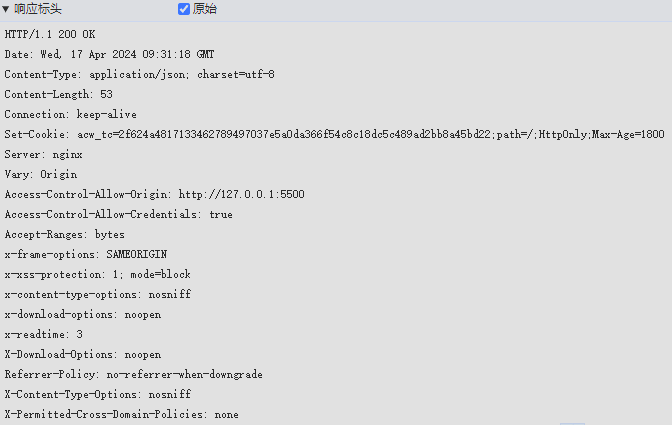 响应标头 原始
HTTP/1.1 200 OK
Date: Wed, 17 Apr 2024 09:31:18 GMT
Content-Type: application/json; charset=utf-8
Content-Length: 53
Connection: keep-alive
Set-Cookie: acw_tc=2f624a4817133462789497037e5a0da366f54c8c18dc5c489ad2bb8a45bd22;path=/;HttpOnly;Max-Age=1800
Server: nginx
Vary: Origin
Access-Control-Allow-Origin: http://127.0.0.1:5500
Access-Control-Allow-Credentials: true
Accept-Ranges: bytes
x-frame-options: SAMEORIGIN
x-xss-protection: 1; mode=block
x-content-type-options: nosniff
x-download-options: noopen
x-readtime: 3
X-Download-Options: noopen
Referrer-Policy: no-referrer-when-downgrade
X-Content-Type-Options: nosniff
X-Permitted-Cross-Domain-Policies: none